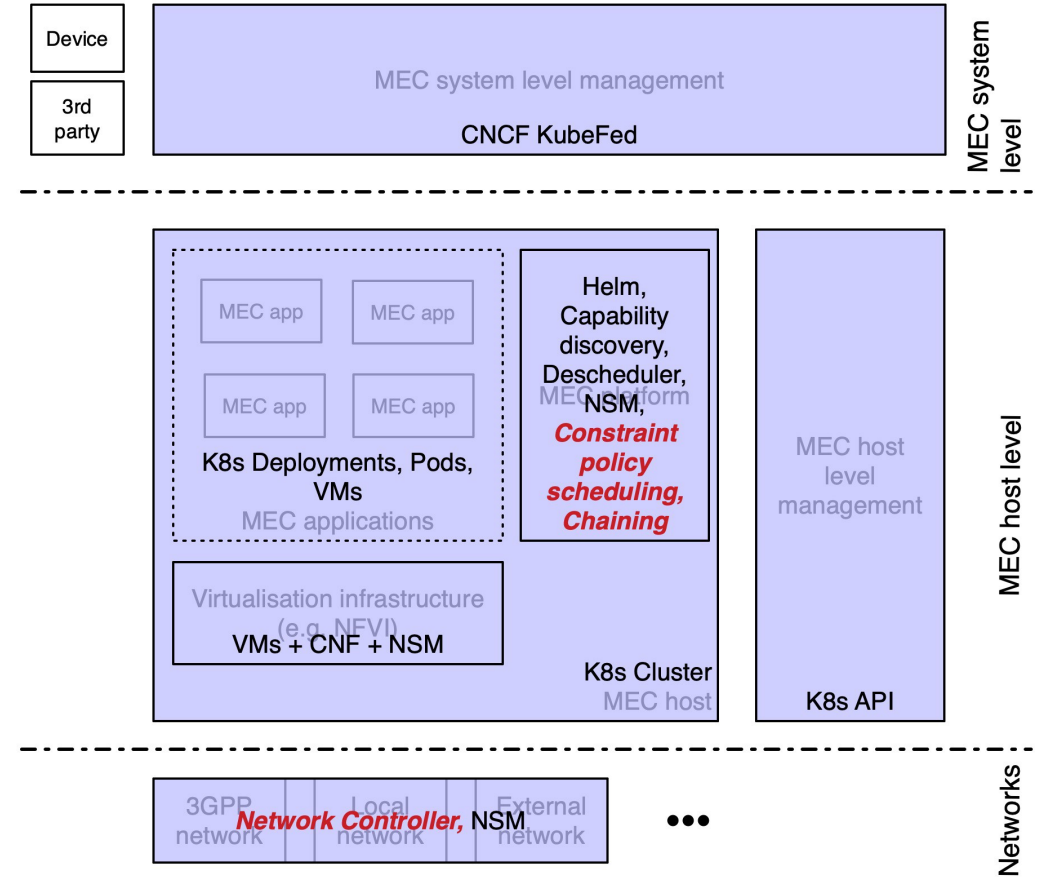 Device
3rd
party
MEC system level management
CNCF KubeFed
MEC system
level
MEC app
MEC app
MEC app
MEC app
K8s Deployments, Pods,
VMs
MEC applications
Helm,
Capability
discovery,
Descheduler,
MEC platform
NSM,
Constraint
policy
scheduling,
Chaining
Virtualisation infrastructure
(e.g. NFVI)
VMs + CNF + NSM
K8s Cluster
MEC host
MEC host
level
management
K8s API
MEC host level
3GPP
network
Local
network
External
network
Network Controller, NSM
•••
Networks